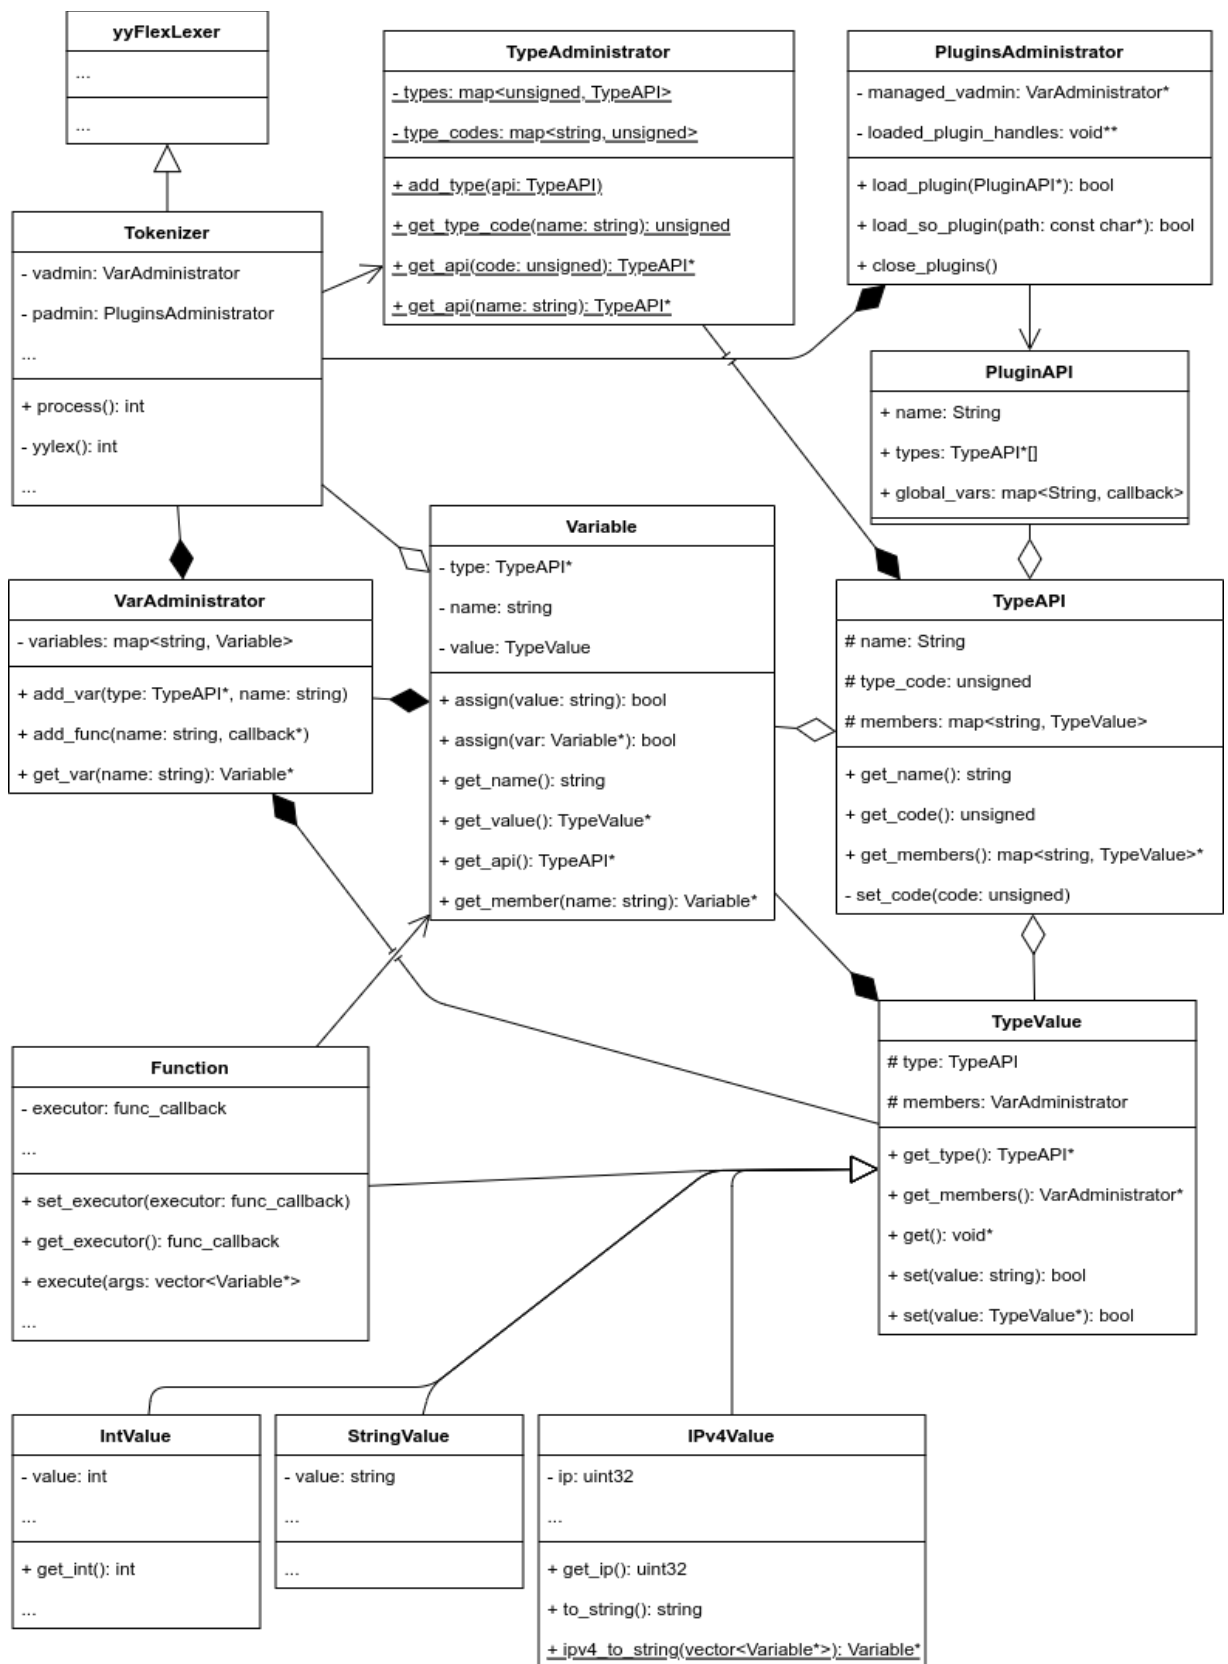 yyFlexLexer
...
...
TypeAdministrator
- types: map<unsigned, TypeAPI>
- type_codes: map<string, unsigned>
+ add_type(api: TypeAPI)
+ get_type_code(name: string): unsigned
+ get_api(code: unsigned): TypeAPI*
+ get_api(name: string): TypeAPI*
PluginsAdministrator
- managed_vadmin: VarAdministrator*
- loaded_plugin_handles: void**
+ load_plugin(PluginAPI*): bool
+ load_so_plugin(path: const char*): bool
+ close_plugins()
Tokenizer
- vadmin: VarAdministrator
- padmin: PluginsAdministrator
...
+ process(): int
- yylex(): int
...
PluginAPI
+ name: String
+ types: TypeAPI*[]
+ global_vars: map<String, callback>
Variable
- type: TypeAPI*
- name: string
- value: TypeValue
+ assign(value: string): bool
+ assign(var: Variable*): bool
+ get_name(): string
+ get_value(): TypeValue*
+ get_api(): TypeAPI*
+ get_member(name: string): Variable*
VarAdministrator
- variables: map<string, Variable>
+ add_var(type: TypeAPI*, name: string)
+ add_func(name: string, callback*)
+ get_var(name: string): Variable*
TypeAPI
# name: String
# type_code: unsigned
# members: map<string, TypeValue>
+ get_name(): string
+ get_code(): unsigned
+ get_members(): map<string, TypeValue>*
- set_code(code: unsigned)
TypeValue
# type: TypeAPI
# members: VarAdministrator
+ get_type(): TypeAPI*
+ get_members(): VarAdministrator*
+ get(): void*
+ set(value: string): bool
+ set(value: TypeValue*): bool
Function
- executor: func_callback
...
+ set_executor(executor: func_callback)
+ get_executor(): func_callback
+ execute(args: vector<Variable*>
...
IntValue
- value: int
...
+ get_int(): int
...
StringValue
- value: string
...
...
IPv4Value
- ip: uint32
...
+ get_ip(): uint32
+ to_string(): string
+ ipv4_to_string(vector<Variable*>): Variable*